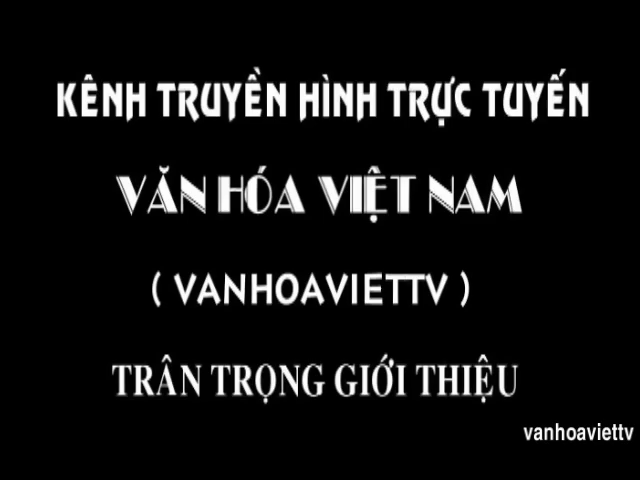 KÊNH TRUYỀN HÌNH TRỰC TUYẾN
VĂN HÓA VIỆT NAM
( VANHOAVIETTV )
TRÂN TRỌNG GIỚI THIỆU
vanhoaviettv